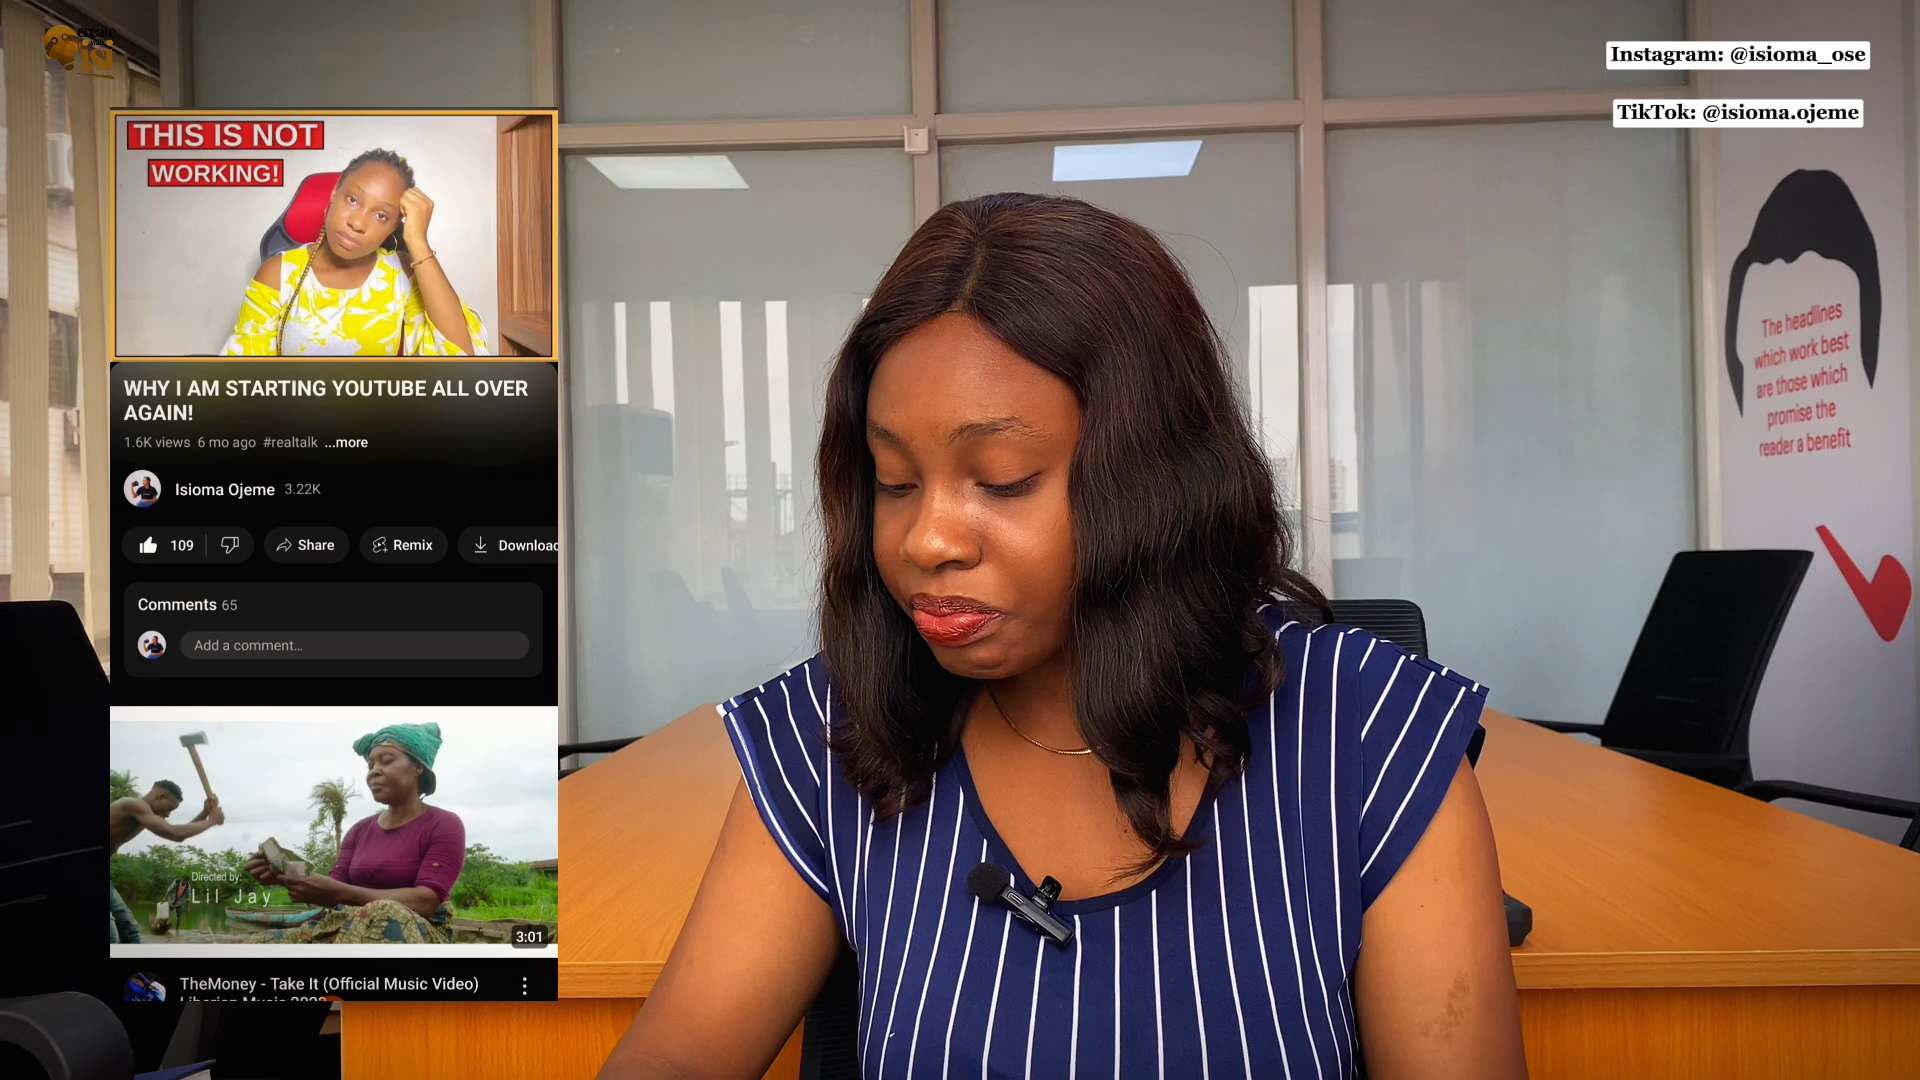 create
with
ISI
Instagram: @isioma_ose
TikTok: @isioma.ojeme
THIS IS NOT
WORKING!
WHY I AM STARTING YOUTUBE ALL OVER
AGAIN!
1.6K views 6 mo ago #realtalk ...more
Isioma Ojeme 3.22K
109
Share
Remix
Download
Comments 65
Add a comment...
Directed by:
Lil Jay
3:01
TheMoney - Take It (Official Music Video)
The headlines
which work best
are those which
promise the
reader a benefit